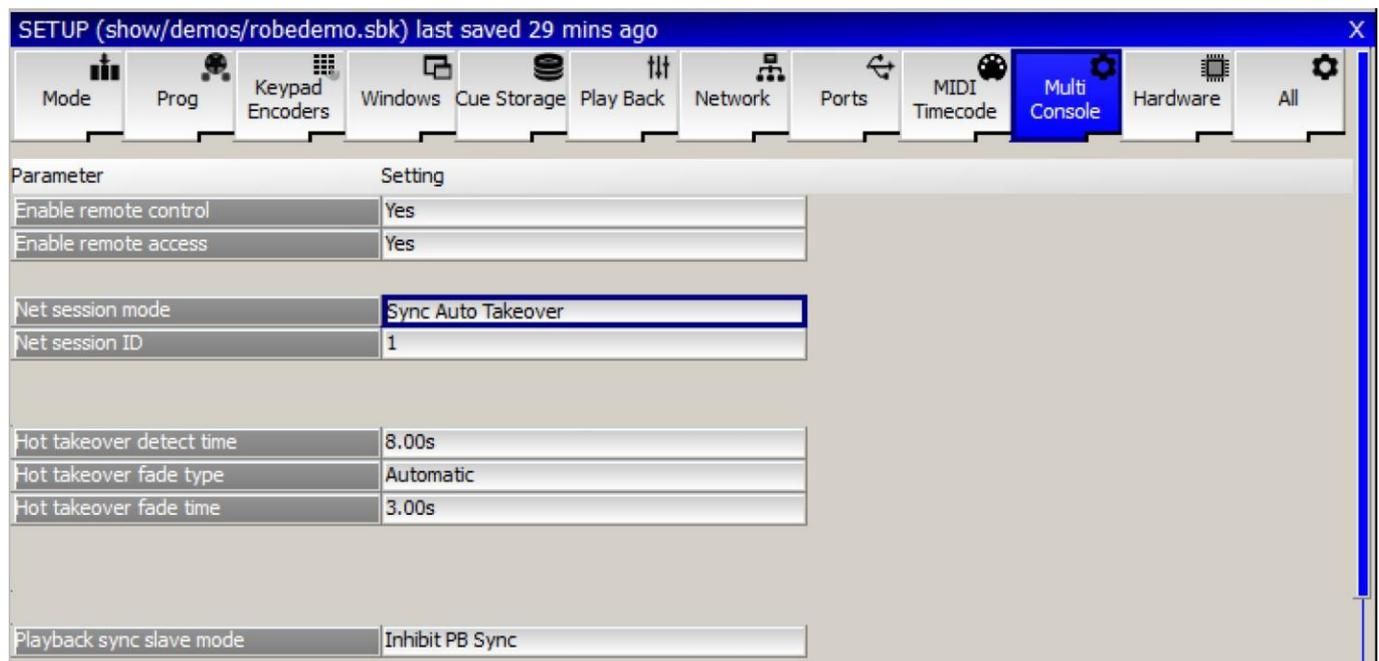 SETUP (show/demos/robedemo.sbk) last saved 29 mins ago X
Mode Prog Keypad Encoders Windows Cue Storage Play Back Network Ports MIDI Timecode Multi Console Hardware All
Parameter Setting
Enable remote control Yes
Enable remote access Yes
Net session mode Sync Auto Takeover
Net session ID 1
Hot takeover detect time 8.00s
Hot takeover fade type Automatic
Hot takeover fade time 3.00s
Playback sync slave mode Inhibit PB Sync